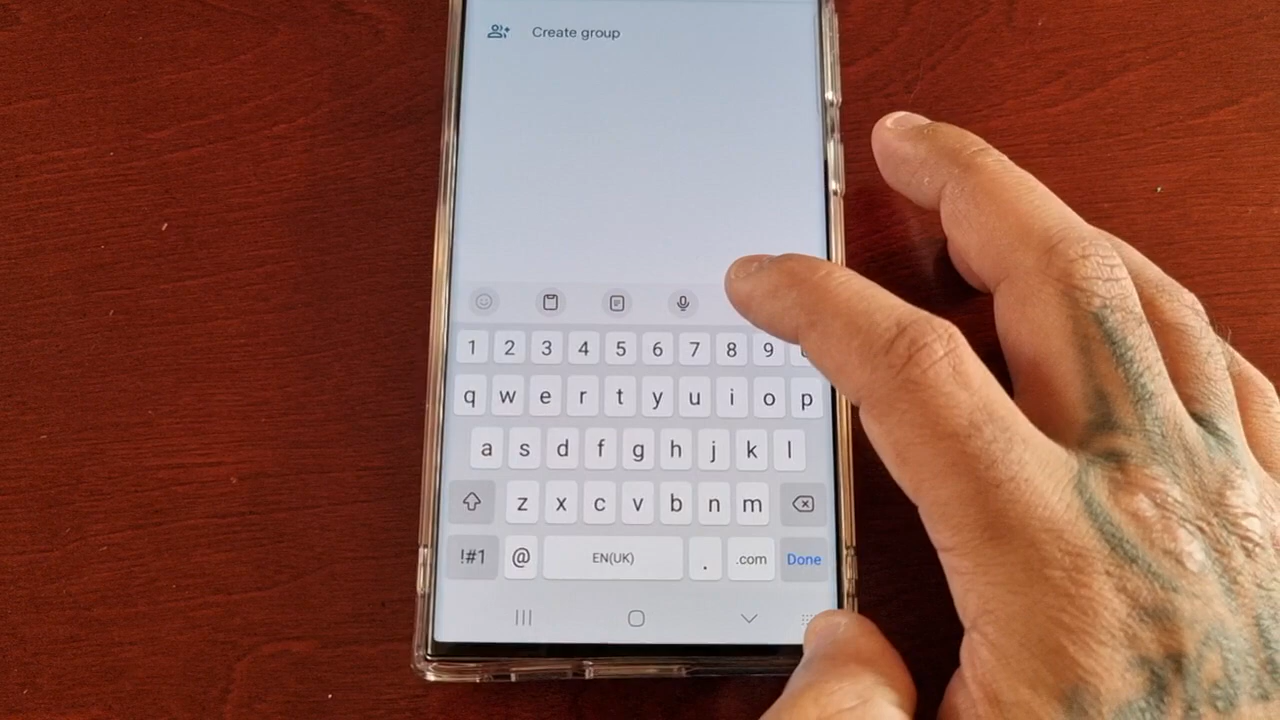 Create group
1 2 3 4 5 6 7 8 9
q w e r t y u i o p
a s d f g h j k l
z x c v b n m
!#1 @ EN(UK) . .com Done